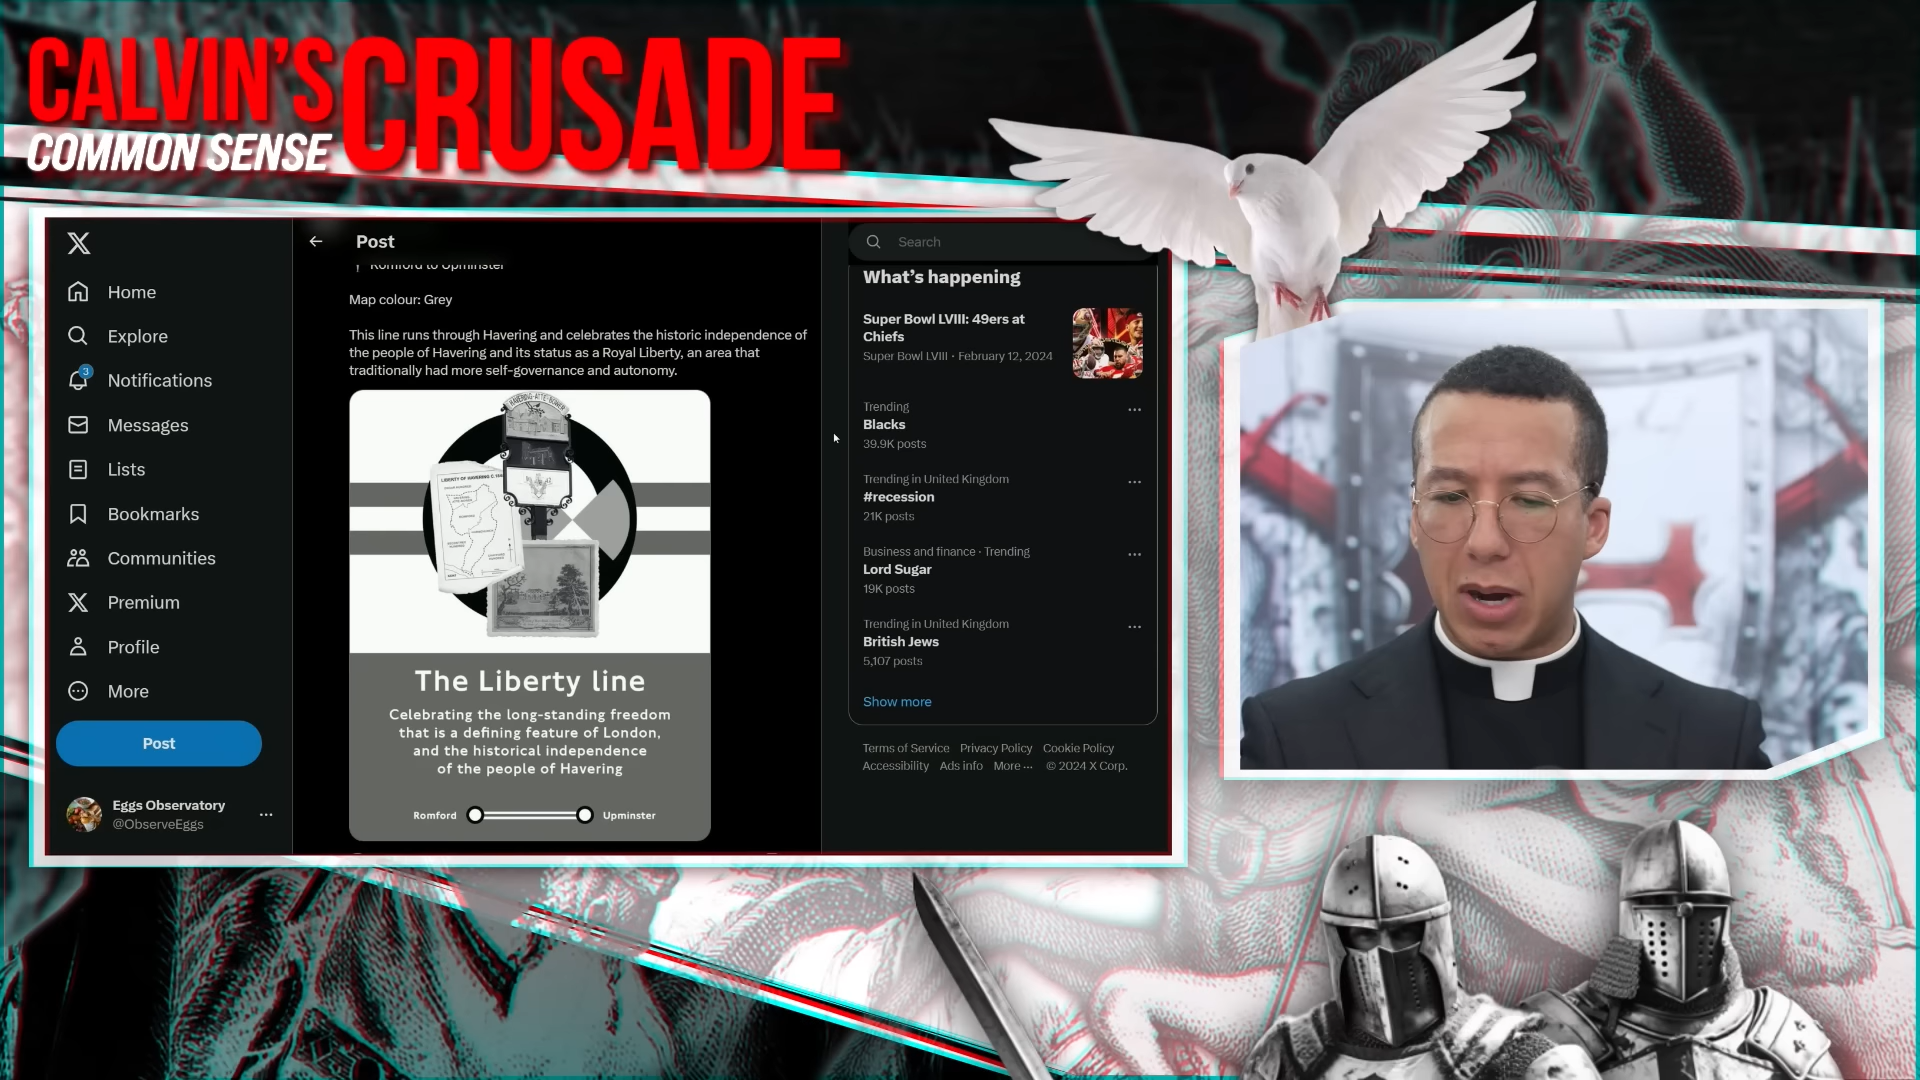 CALVIN'S
COMMON SENSE
CRUSADE
Home
Explore
3
Notifications
Messages
Lists
Bookmarks
Communities
Premium
Profile
More
Post
Eggs Observatory
@ObserveEggs
Post
Romford to Upminster
Map colour: Grey
This line runs through Havering and celebrates the historic independence of
the people of Havering and its status as a Royal Liberty, an area that
traditionally had more self-governance and autonomy.
HAVERING-ATTE-BOWER
The Liberty line
Celebrating the long-standing freedom
that is a defining feature of London,
and the historical independence
of the people of Havering
Romford
Upminster
Search
What's happening
Super Bowl LVIII: 49ers at
Chiefs
Super Bowl LVIII · February 12, 2024
Trending
Blacks
39.9K posts
Trending in United Kingdom
#recession
21K posts
Business and finance · Trending
Lord Sugar
19K posts
Trending in United Kingdom
British Jews
5,107 posts
Show more
Terms of Service Privacy Policy Cookie Policy
Accessibility Ads info More ··· © 2024 X Corp.